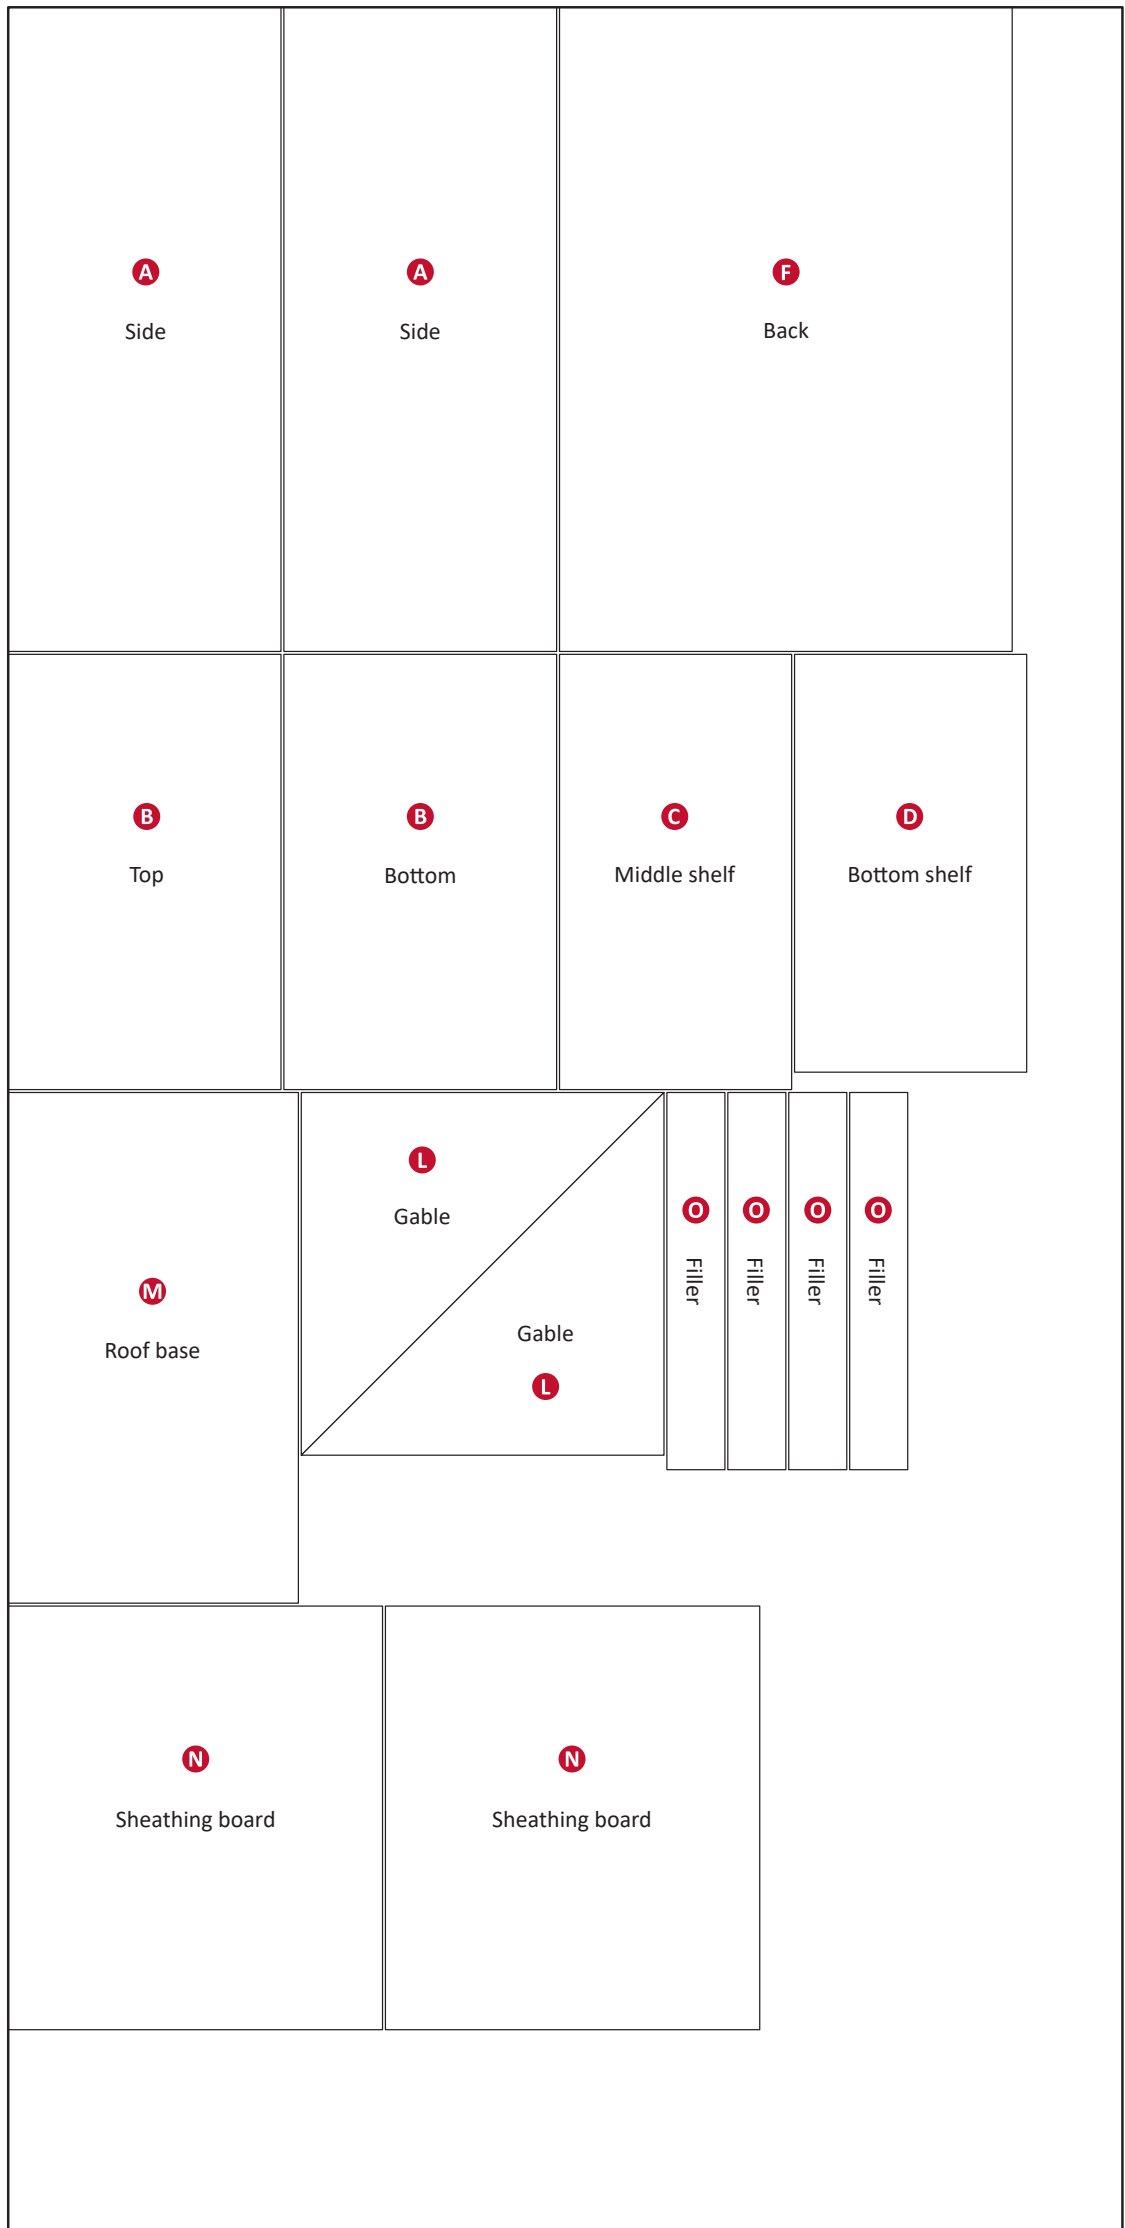 A
Side
A
Side
F
Back
B
Top
B
Bottom
C
Middle shelf
D
Bottom shelf
M
Roof base
L
Gable
Gable
L
O
Filler
O
Filler
O
Filler
O
Filler
N
Sheathing board
N
Sheathing board